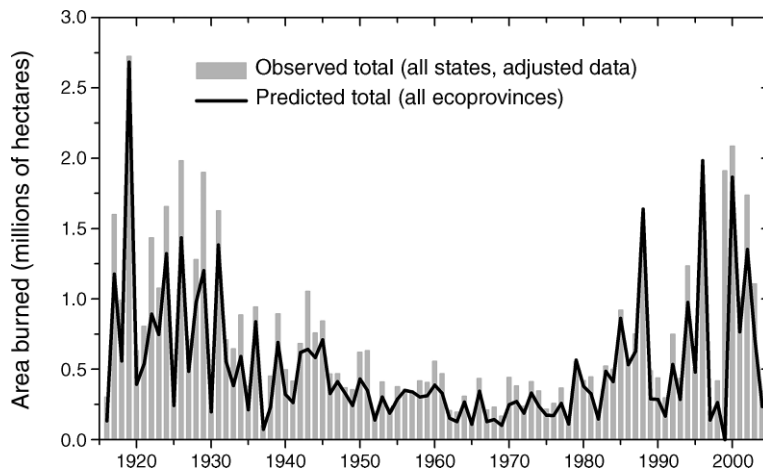 3.0
2.5
2.0
1.5
1.0
0.5
0.0
Area burned (millions of hectares)
Observed total (all states, adjusted data)
Predicted total (all ecoprovinces)
1920 1930 1940 1950 1960 1970 1980 1990 2000